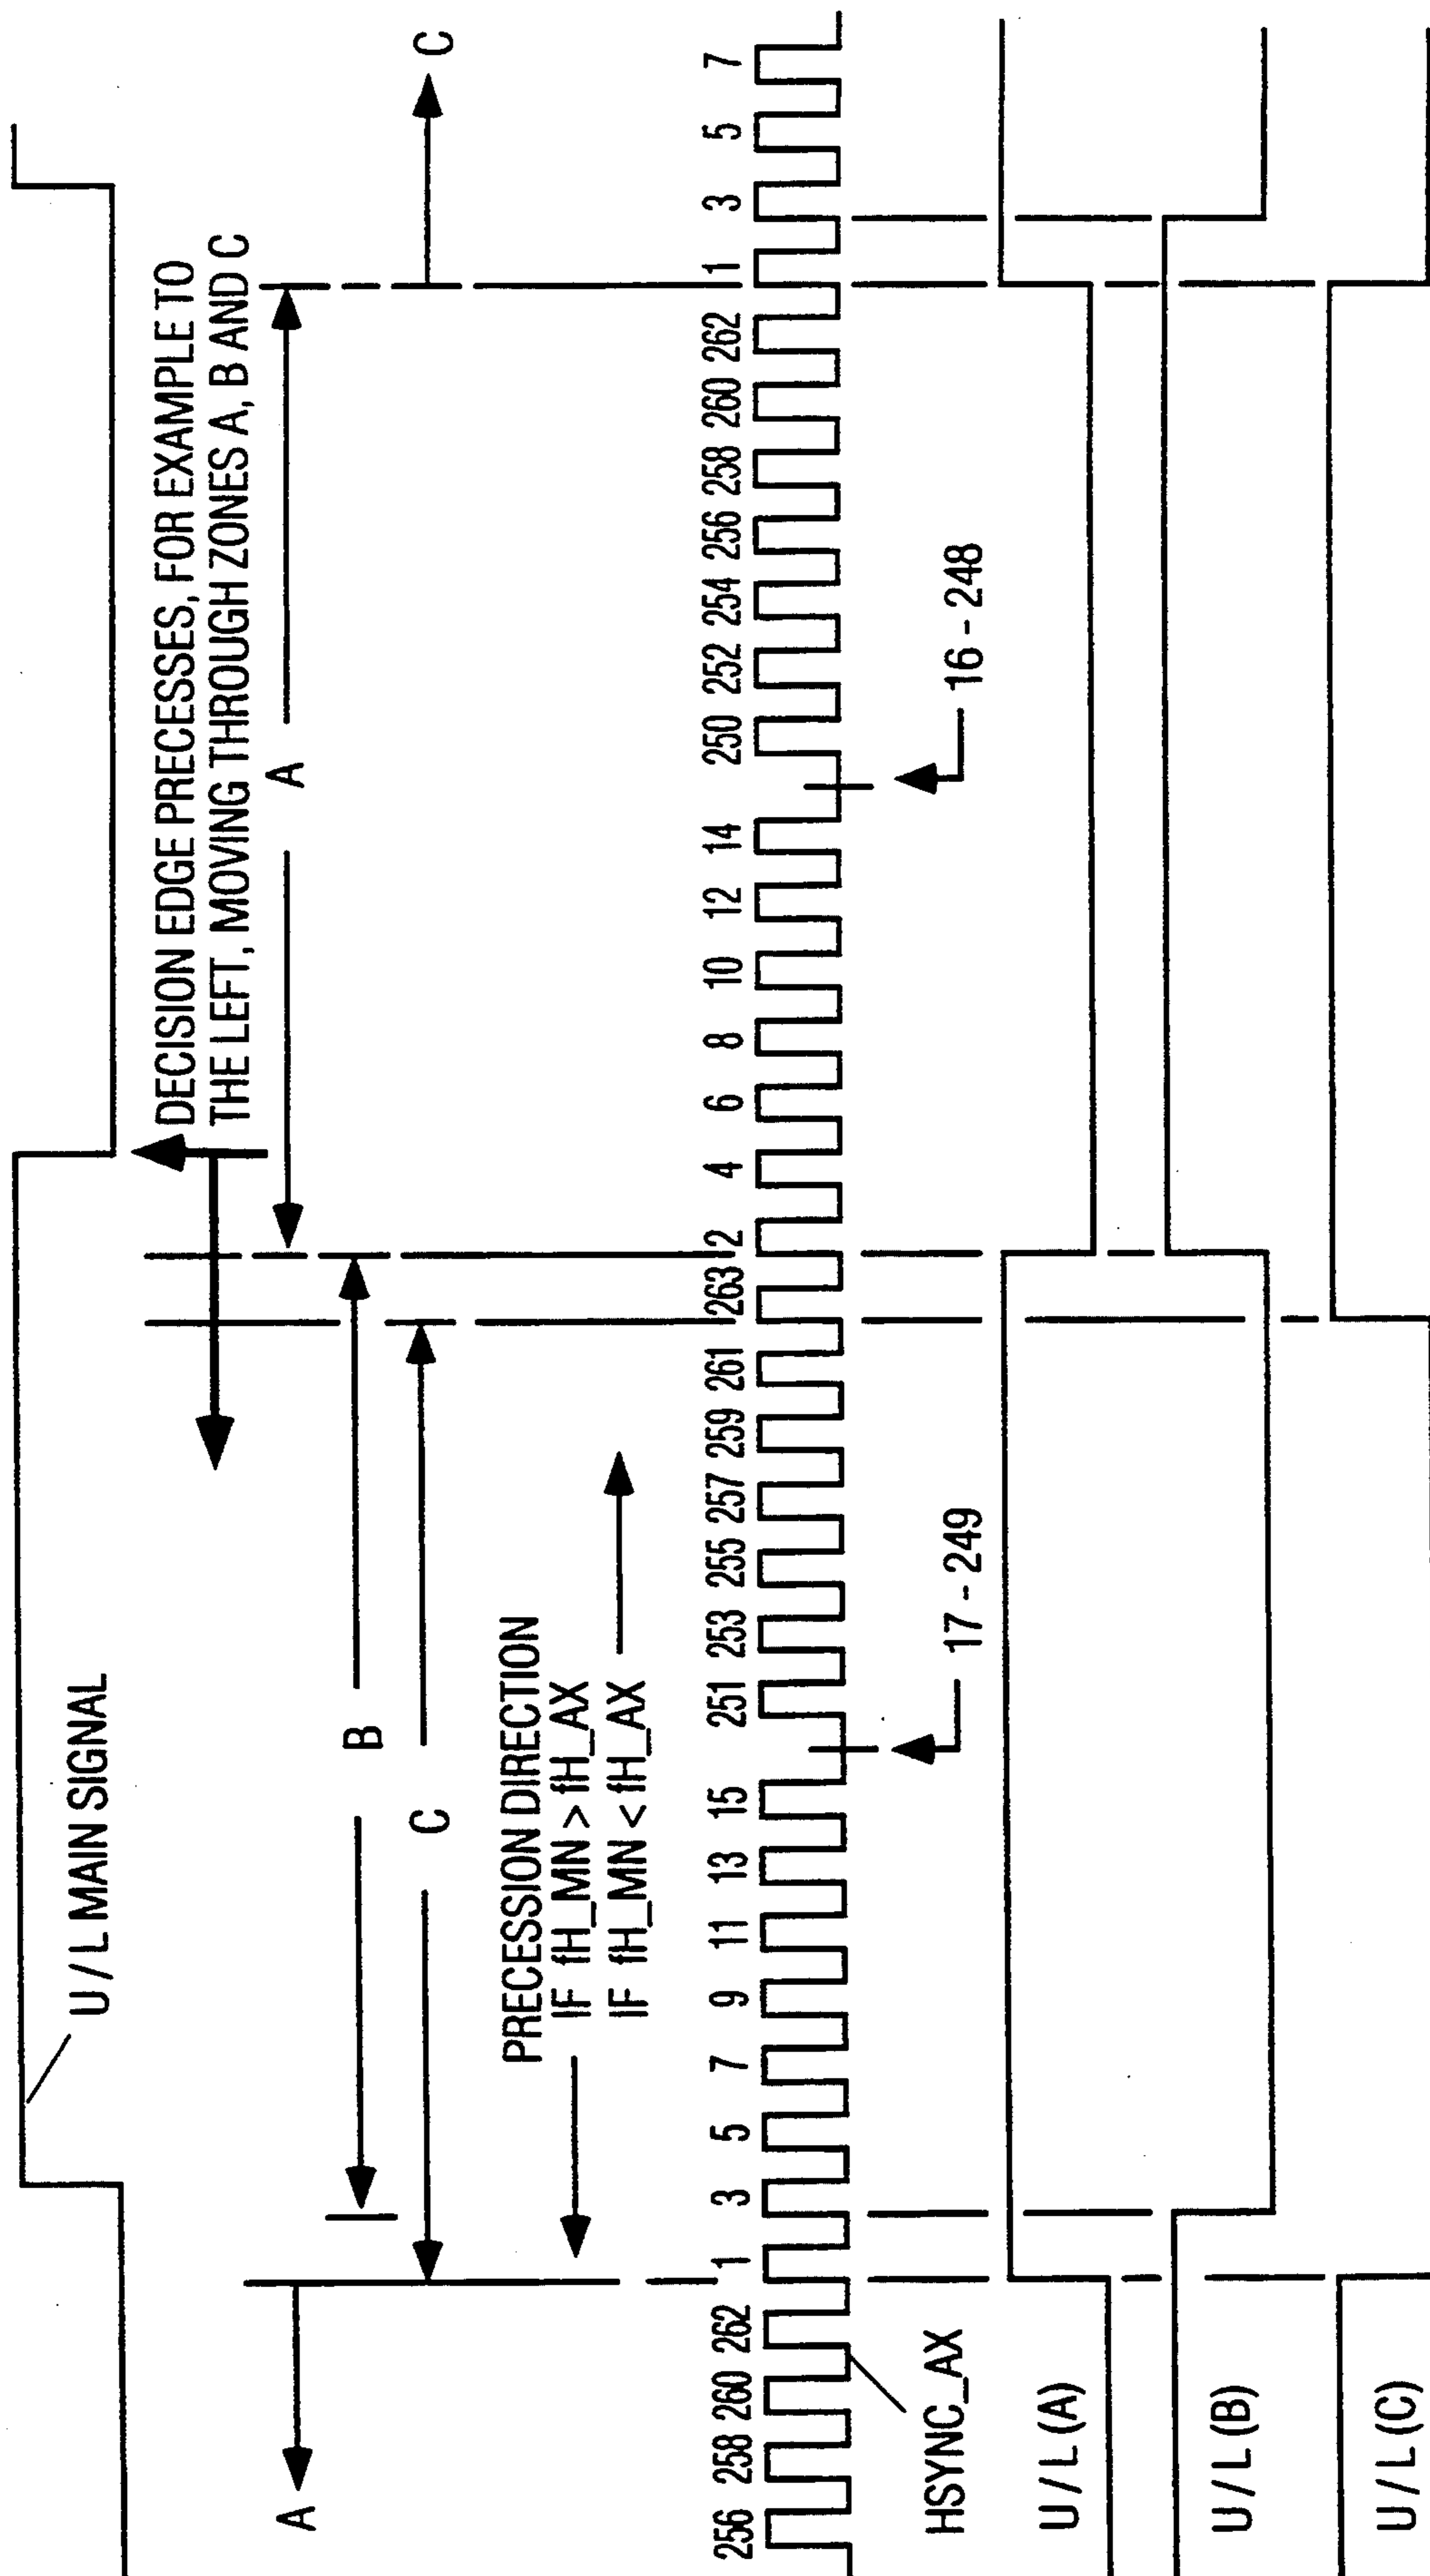 U / L MAIN SIGNAL
DECISION EDGE PRECESSES, FOR EXAMPLE TO
THE LEFT, MOVING THROUGH ZONES A, B AND C
A
A
B
C
C
PRECESSION DIRECTION
IF fH_MN > fH_AX
IF fH_MN < fH_AX
256 258 260 262 1 3 5 7 9 11 13 15 251 253 255 257 259 261 263 2 4 6 8 10 12 14 250 252 254 256 258 260 262 1 3 5 7
HSYNC_AX
17 - 249
16 - 248
U / L (A)
U / L (B)
U / L (C)